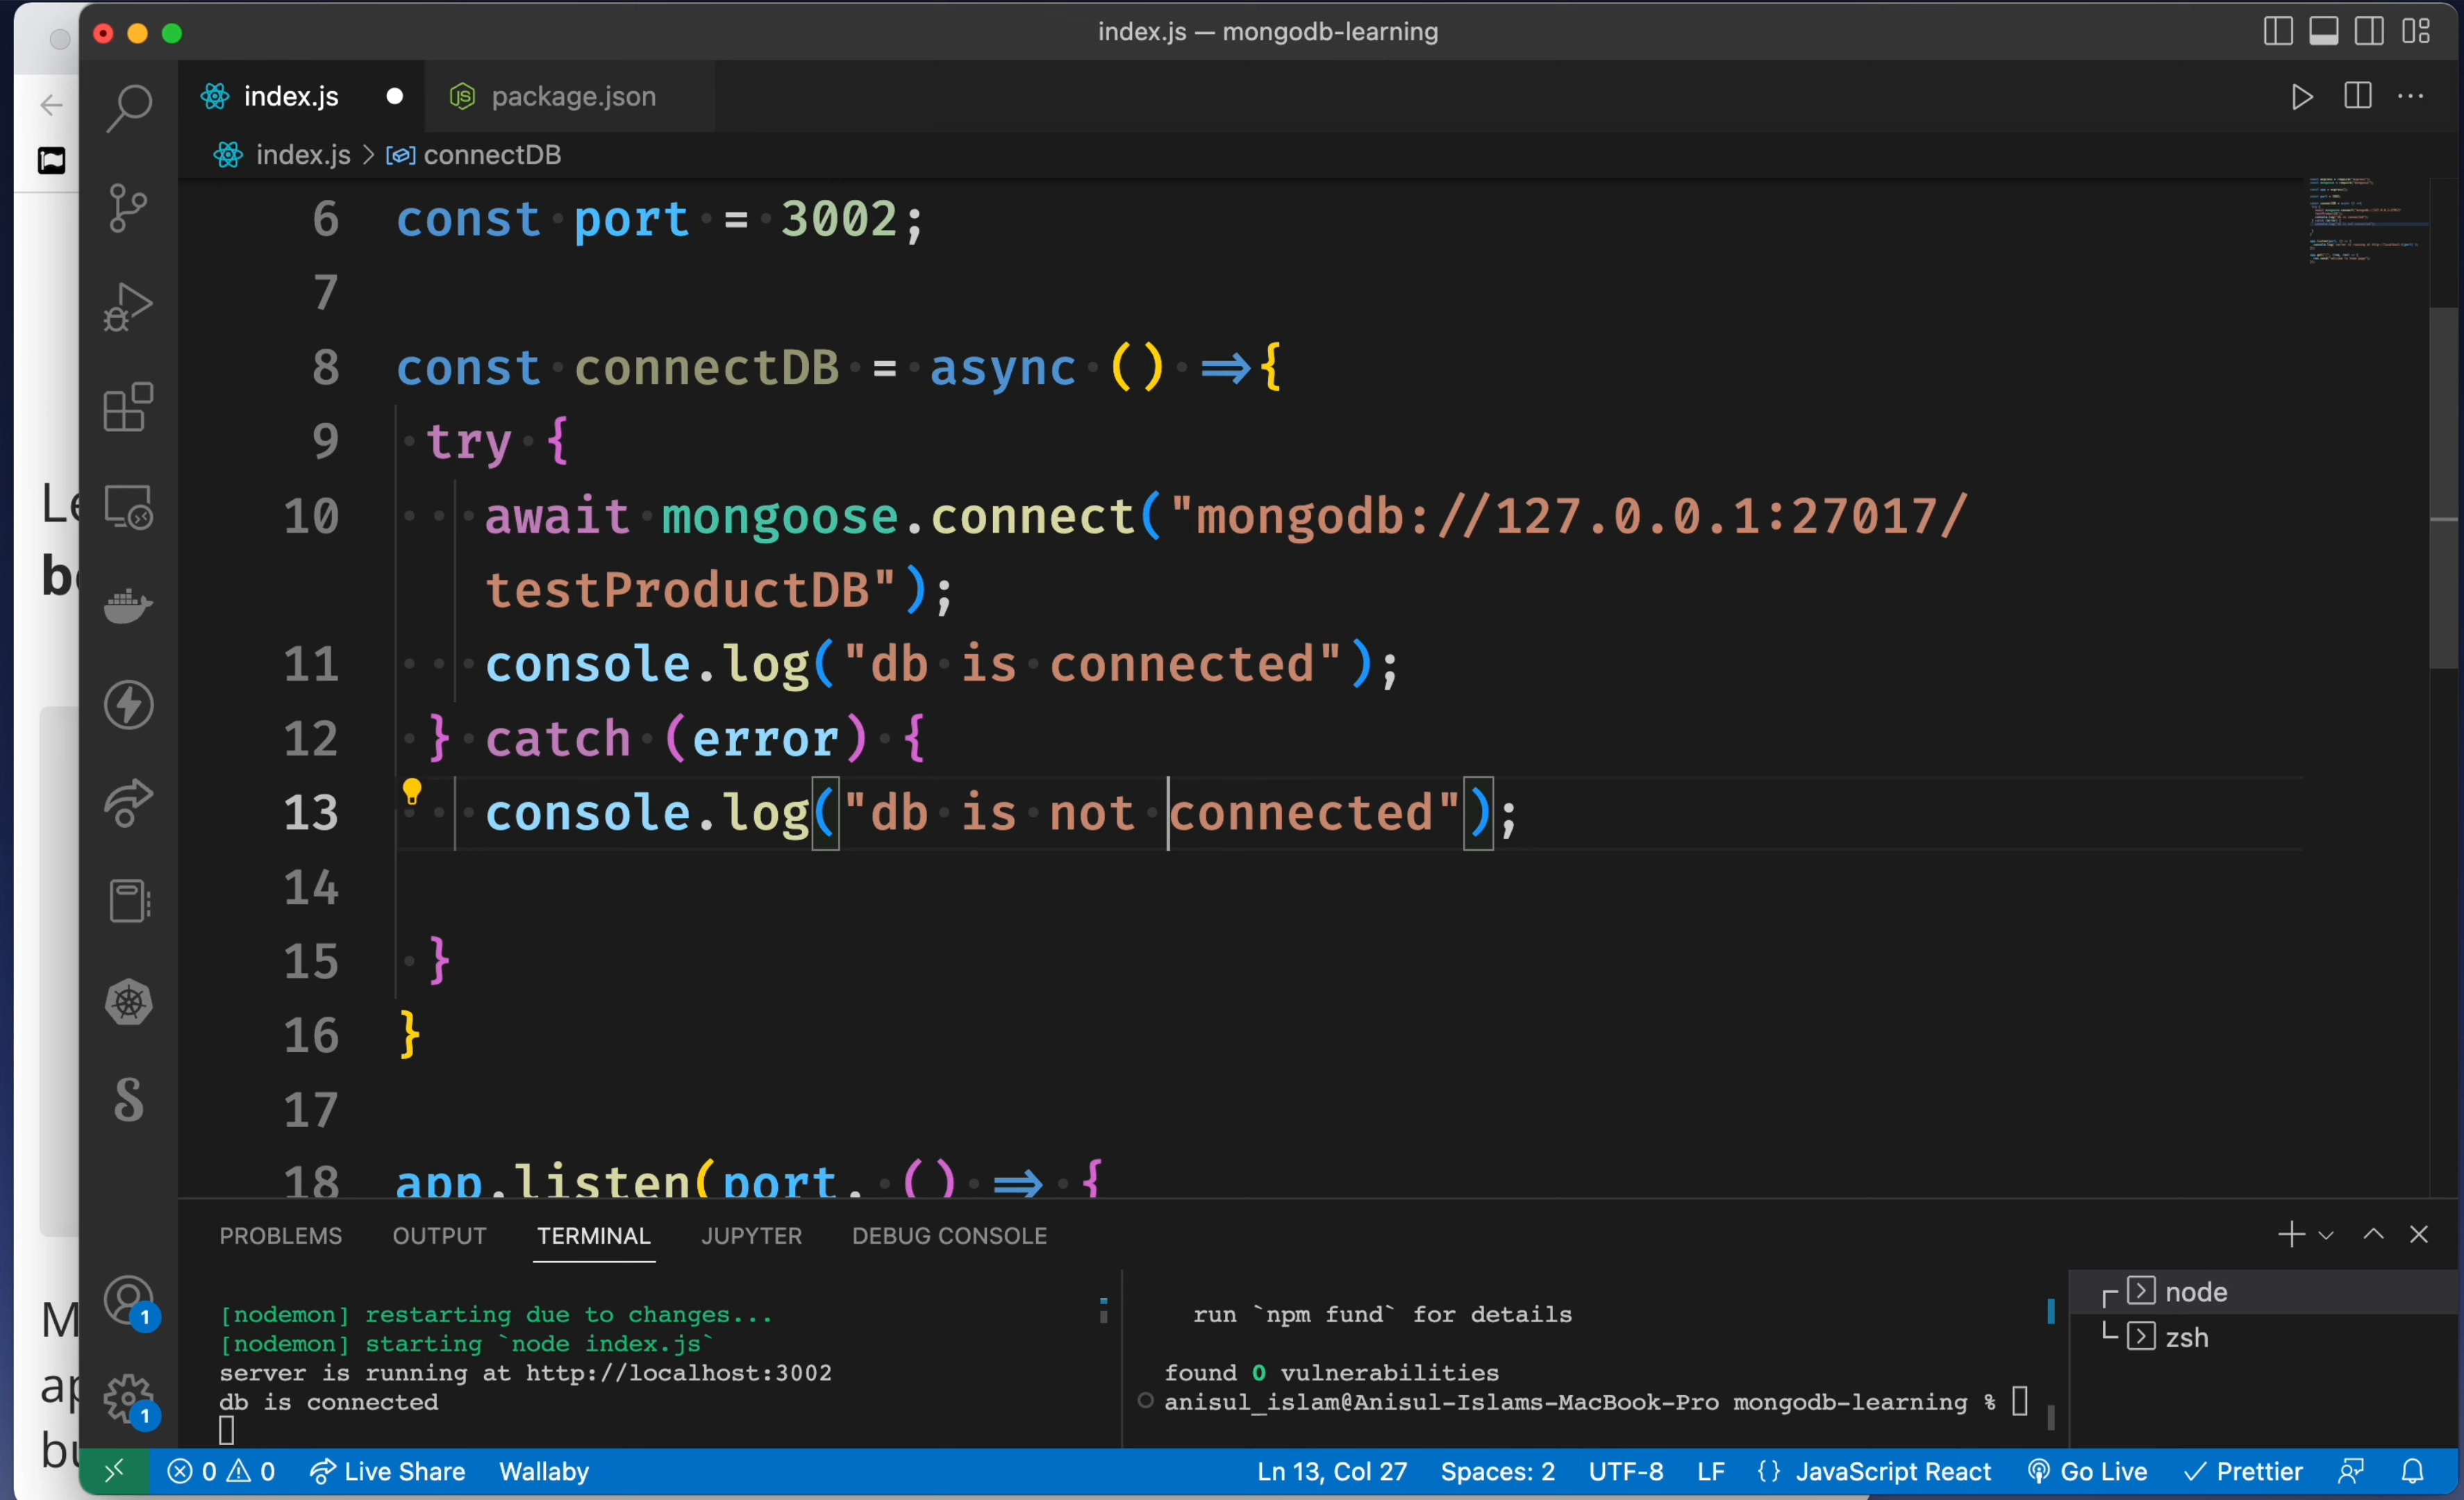 index.js — mongodb-learning
index.js
package.json
index.js > connectDB
6 const port = 3002;
7
8 const connectDB = async () =>{
9 try {
10 await mongoose.connect("mongodb://127.0.0.1:27017/
testProductDB");
11 console.log("db is connected");
12 } catch (error) {
13 console.log("db is not connected");
14
15 }
16 }
17
18 app.listen(port, () => {
PROBLEMS OUTPUT TERMINAL JUPYTER DEBUG CONSOLE
[nodemon] restarting due to changes...
[nodemon] starting `node index.js`
server is running at http://localhost:3002
db is connected
run `npm fund` for details
found 0 vulnerabilities
anisul_islam@Anisul-Islams-MacBook-Pro mongodb-learning %
node
zsh
1
1
0 0 Live Share Wallaby Ln 13, Col 27 Spaces: 2 UTF-8 LF {} JavaScript React Go Live Prettier